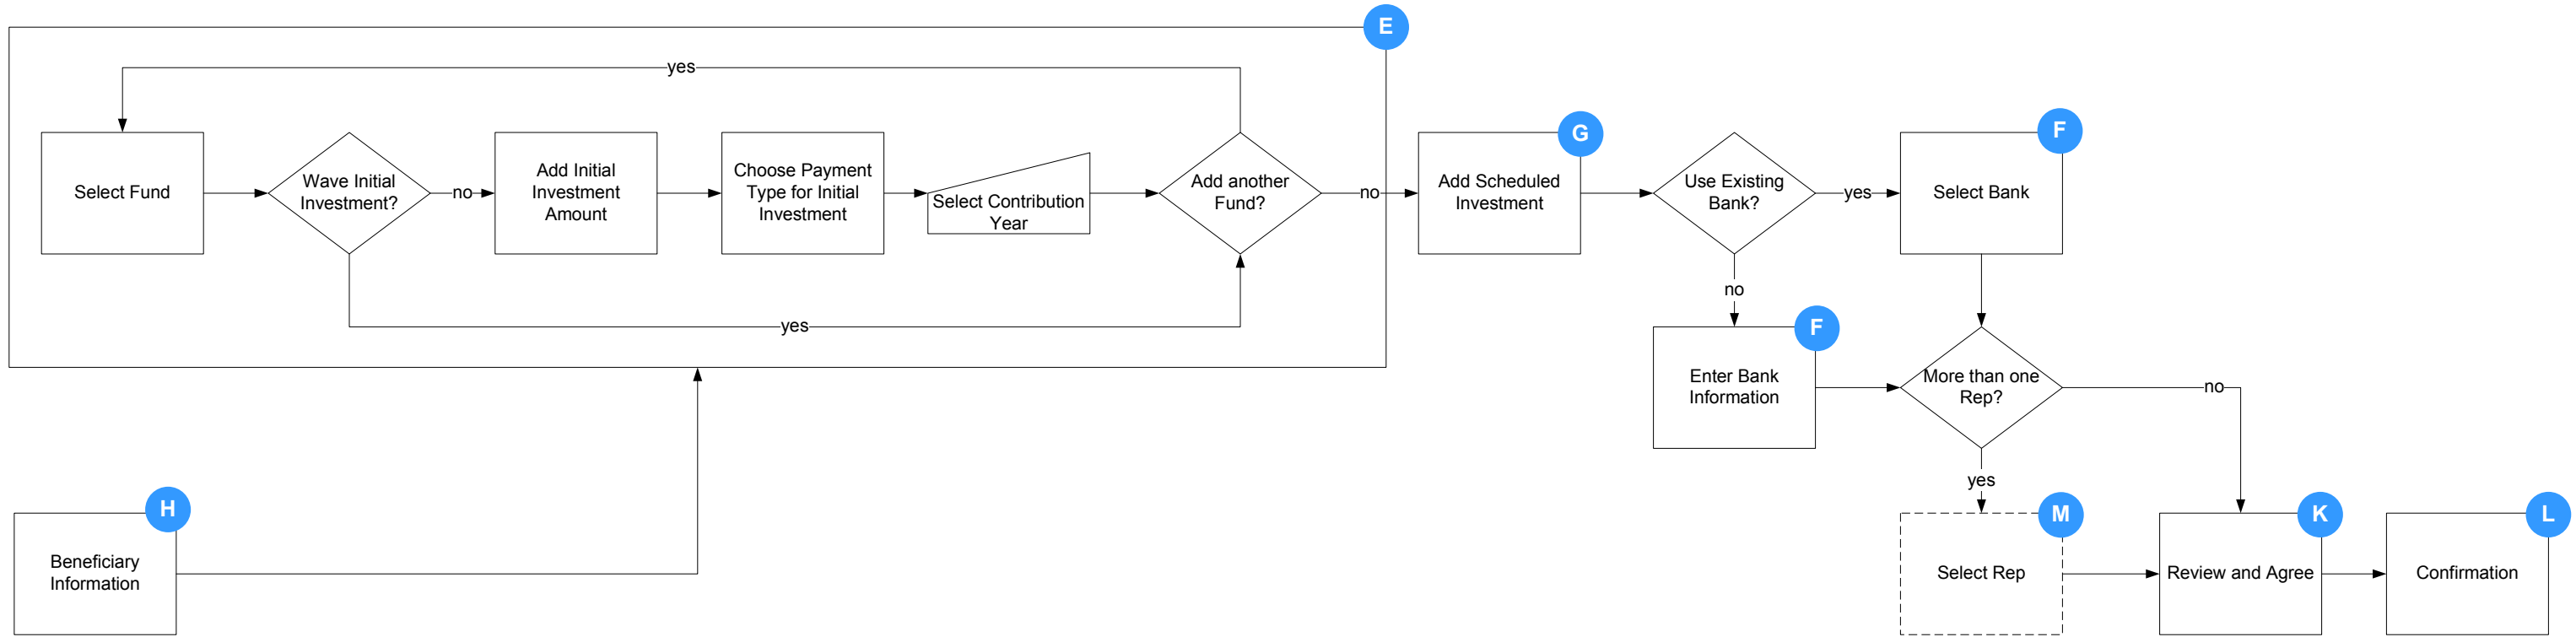 E
yes
G
F
Select Fund
Wave Initial
Investment?
no
Add Initial
Investment
Amount
Choose Payment
Type for Initial
Investment
Select Contribution
Year
Add another
Fund?
no
Add Scheduled
Investment
Use Existing
Bank?
yes
Select Bank
no
yes
F
Enter Bank
Information
More than one
Rep?
no
yes
H
Beneficiary
Information
M
Select Rep
K
Review and Agree
L
Confirmation